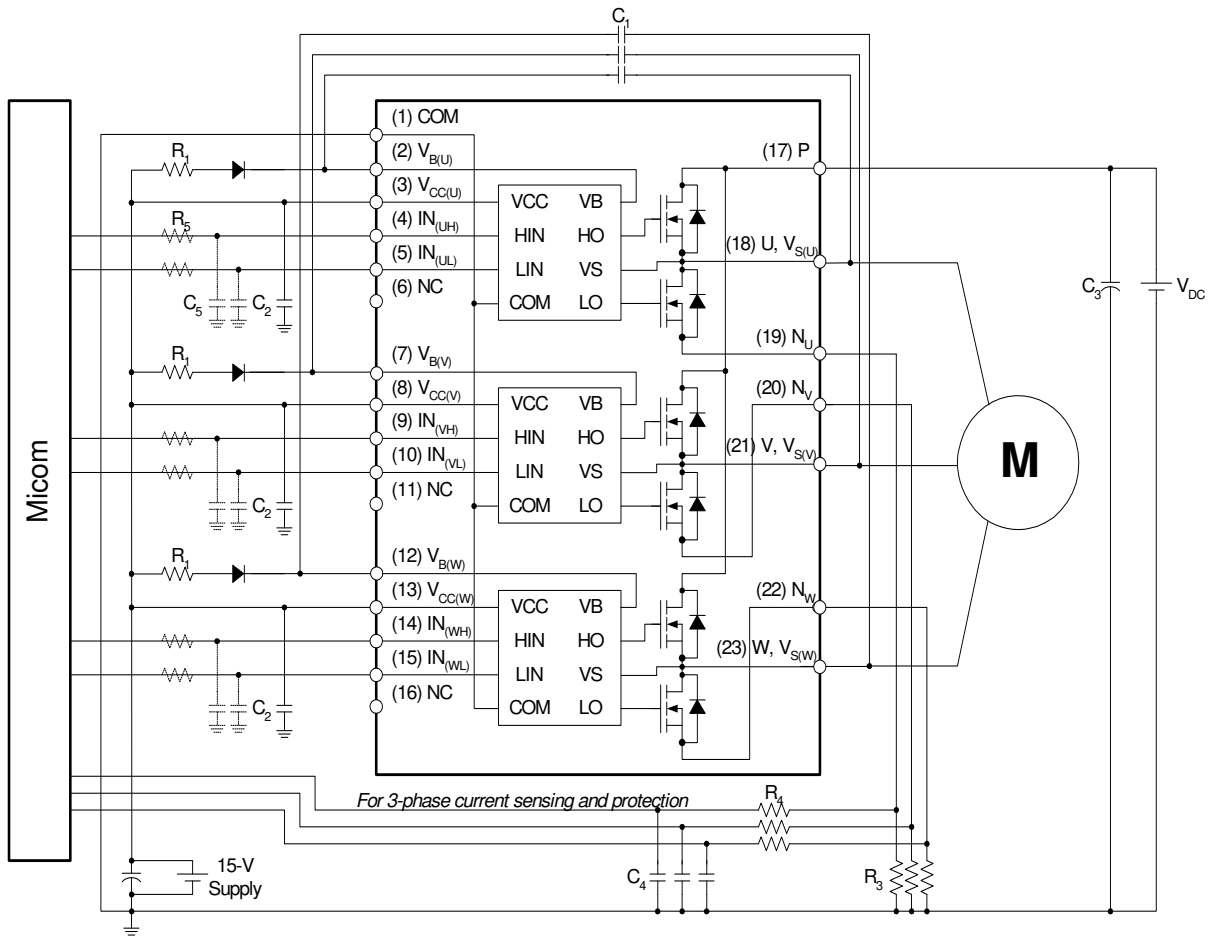 C1
Micom
R1
R5
C5
C2
R1
C2
R1
C2
15-V
Supply
(1) COM
(2) VB(U)
(3) VCC(U)
(4) IN(UH)
(5) IN(UL)
(6) NC
(7) VB(V)
(8) VCC(V)
(9) IN(VH)
(10) IN(VL)
(11) NC
(12) VB(W)
(13) VCC(W)
(14) IN(WH)
(15) IN(WL)
(16) NC
VCC VB
HIN HO
LIN VS
COM LO
VCC VB
HIN HO
LIN VS
COM LO
VCC VB
HIN HO
LIN VS
COM LO
(17) P
(18) U, VS(U)
(19) NU
(20) NV
(21) V, VS(V)
(22) NW
(23) W, VS(W)
M
C3
VDC
For 3-phase current sensing and protection
R4
C4
R3